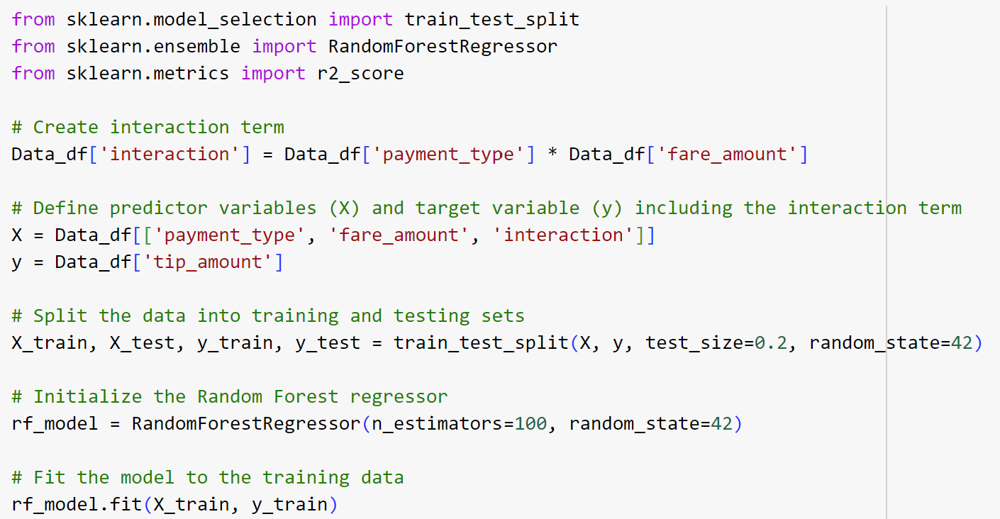 from sklearn.model_selection import train_test_split
from sklearn.ensemble import RandomForestRegressor
from sklearn.metrics import r2_score
# Create interaction term
Data_df['interaction'] = Data_df['payment_type'] * Data_df['fare_amount']
# Define predictor variables (X) and target variable (y) including the interaction term
X = Data_df[['payment_type', 'fare_amount', 'interaction']]
y = Data_df['tip_amount']
# Split the data into training and testing sets
X_train, X_test, y_train, y_test = train_test_split(X, y, test_size=0.2, random_state=42)
# Initialize the Random Forest regressor
rf_model = RandomForestRegressor(n_estimators=100, random_state=42)
# Fit the model to the training data
rf_model.fit(X_train, y_train)